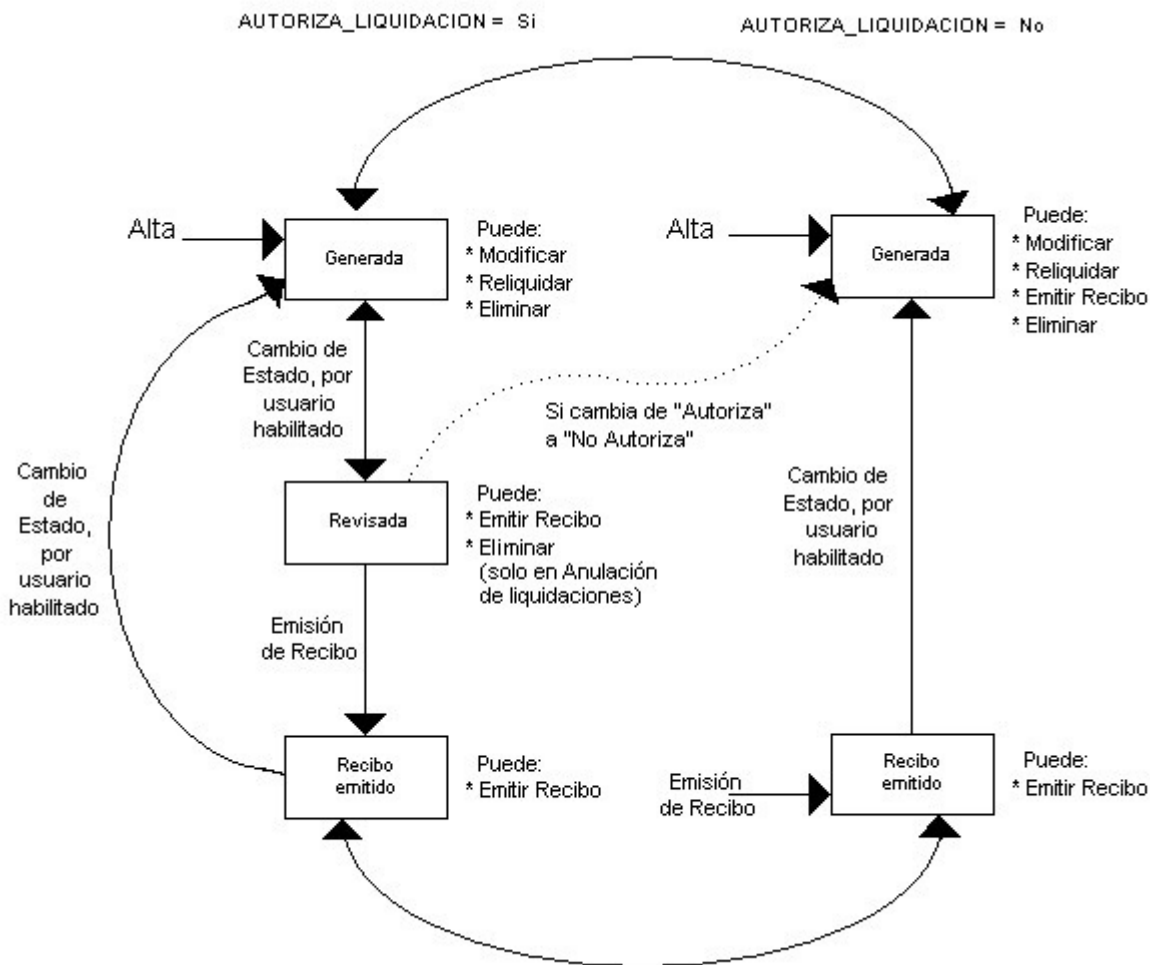 AUTORIZA_LIQUIDACION = Si
AUTORIZA_LIQUIDACION = No
Alta
Generada
Puede:
* Modificar
* Reliquidar
* Eliminar
Alta
Generada
Puede:
* Modificar
* Reliquidar
* Emitir Recibo
* Eliminar
Cambio de
Estado, por
usuario
habilitado
Si cambia de "Autoriza"
a "No Autoriza"
Cambio
de
Estado,
por
usuario
habilitado
Revisada
Puede:
* Emitir Recibo
* Eliminar
(solo en Anulación
de liquidaciones)
Cambio de
Estado, por
usuario
habilitado
Emisión
de Recibo
Recibo
emitido
Puede:
* Emitir Recibo
Emisión
de Recibo
Recibo
emitido
Puede:
* Emitir Recibo